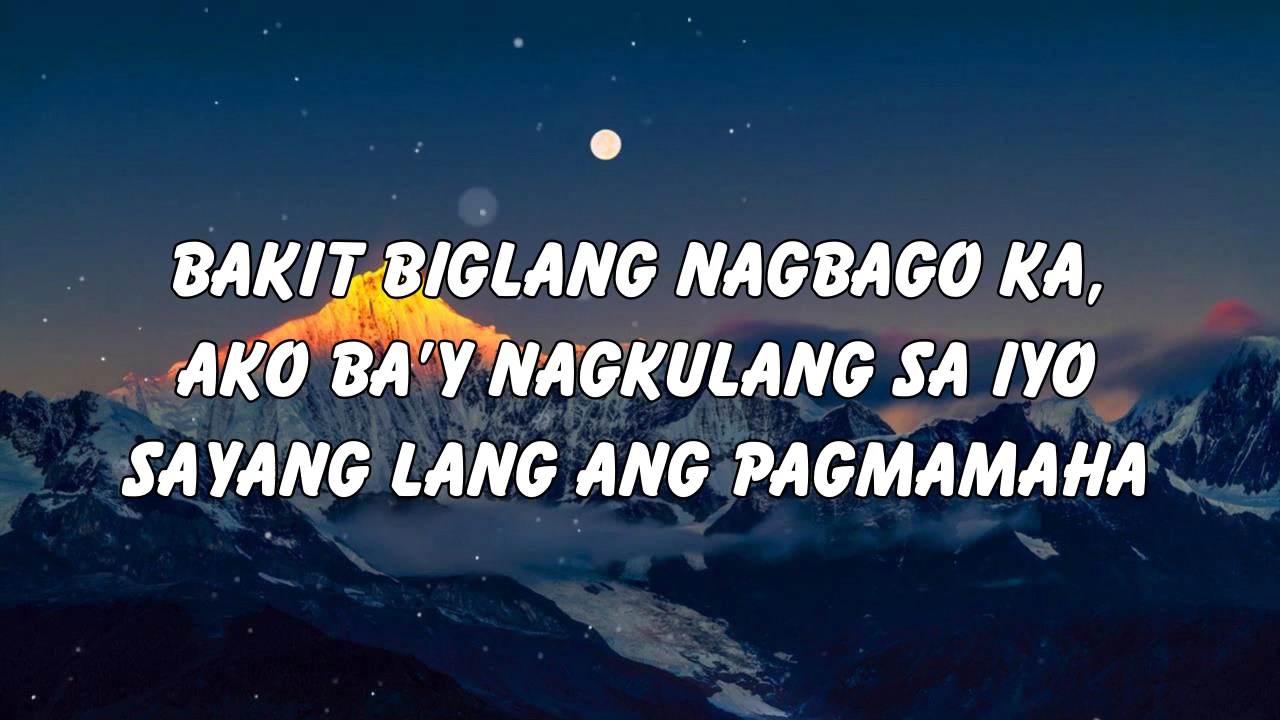 BAKIT BIGLANG NAGBAGO KA,
AKO BA'Y NAGKULANG SA IYO
SAYANG LANG ANG PAGMAMAHA